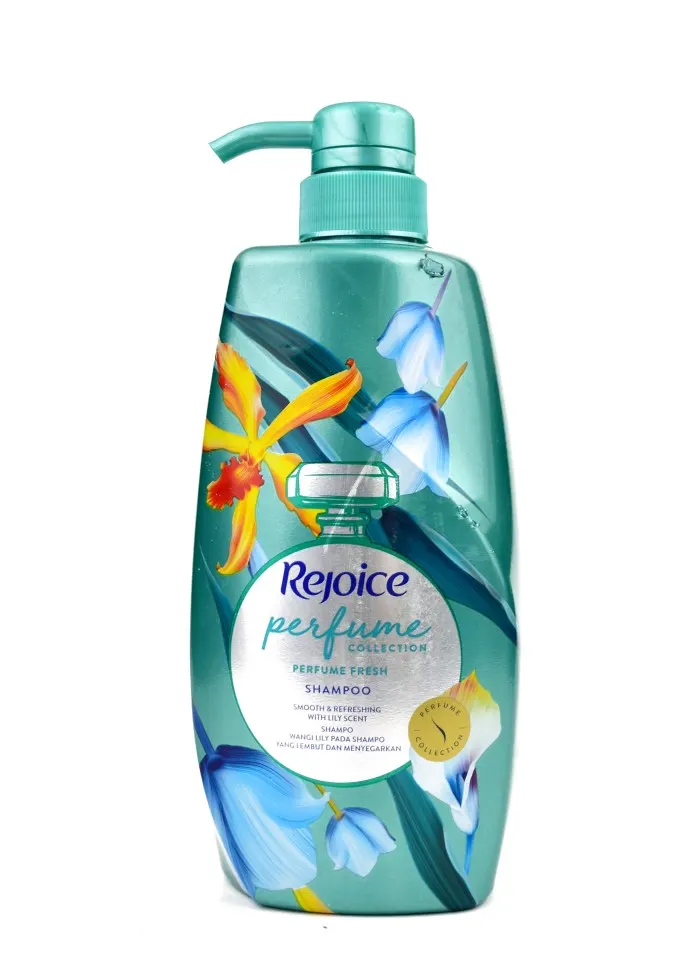 Rejoice
perfume
COLLECTION
PERFUME FRESH
SHAMPOO
SMOOTH & REFRESHING
WITH LILY SCENT
SHAMPO
WANGI LILY PADA SHAMPO
YANG LEMBUT DAN MENYEGARKAN
PERFUME
COLLECTION